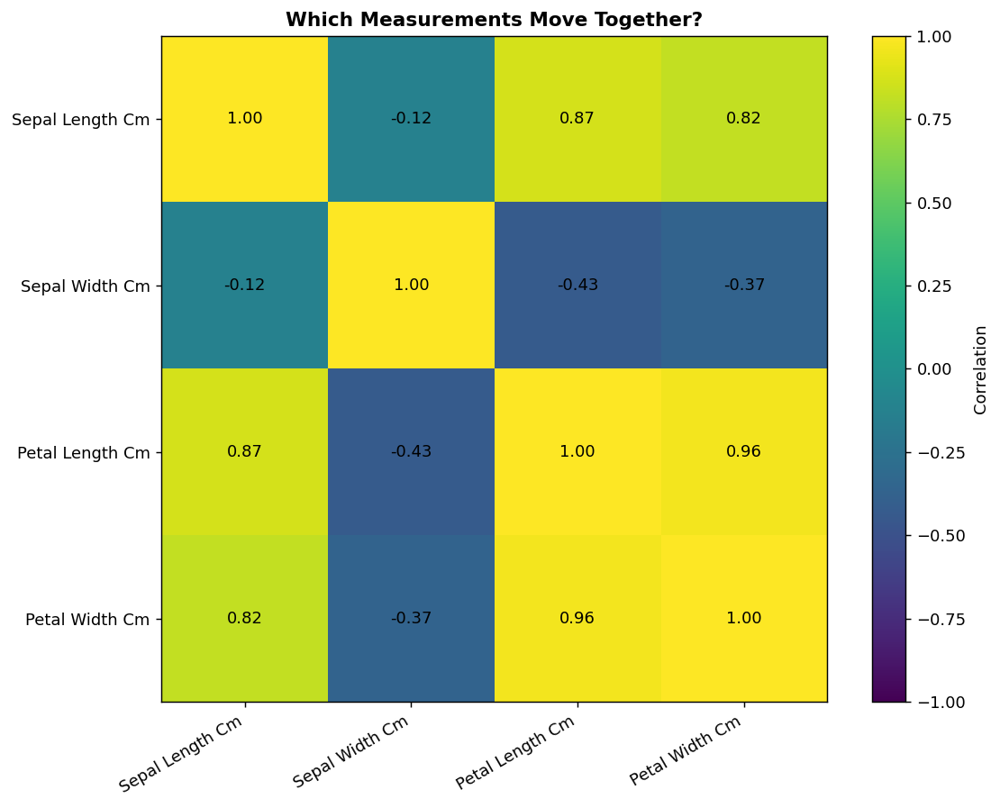 Which Measurements Move Together?
Sepal Length Cm 1.00 -0.12 0.87 0.82
Sepal Width Cm -0.12 1.00 -0.43 -0.37
Petal Length Cm 0.87 -0.43 1.00 0.96
Petal Width Cm 0.82 -0.37 0.96 1.00
Sepal Length Cm Sepal Width Cm Petal Length Cm Petal Width Cm
1.00
0.75
0.50
0.25
0.00
−0.25
−0.50
−0.75
−1.00
Correlation